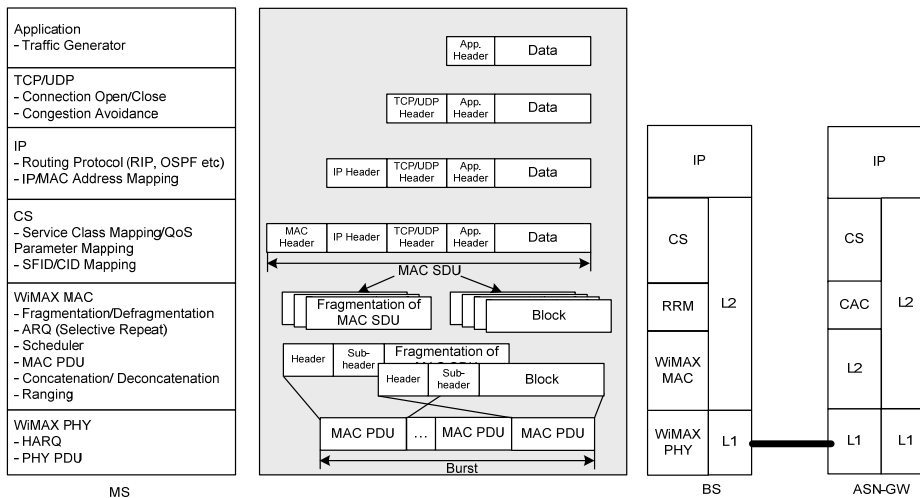 Application
- Traffic Generator
TCP/UDP
- Connection Open/Close
- Congestion Avoidance
IP
- Routing Protocol (RIP, OSPF etc)
- IP/MAC Address Mapping
CS
- Service Class Mapping/QoS
Parameter Mapping
- SFID/CID Mapping
WiMAX MAC
- Fragmentation/Defragmentation
- ARQ (Selective Repeat)
- Scheduler
- MAC PDU
- Concatenation/ Deconcatenation
- Ranging
WiMAX PHY
- HARQ
- PHY PDU
MS
App.
Header
Data
TCP/UDP
Header
App.
Header
Data
IP Header
TCP/UDP
Header
App.
Header
Data
MAC
Header
IP Header
TCP/UDP
Header
App.
Header
Data
MAC SDU
Fragmentation of
MAC SDU
Block
Header
Sub-
header
Fragmentation of
Header
Sub-
header
Block
MAC PDU
...
MAC PDU
MAC PDU
Burst
IP
CS
RRM
WiMAX
MAC
L2
WiMAX
PHY
L1
BS
IP
CS
CAC
L2
L2
L1
L1
ASN-GW